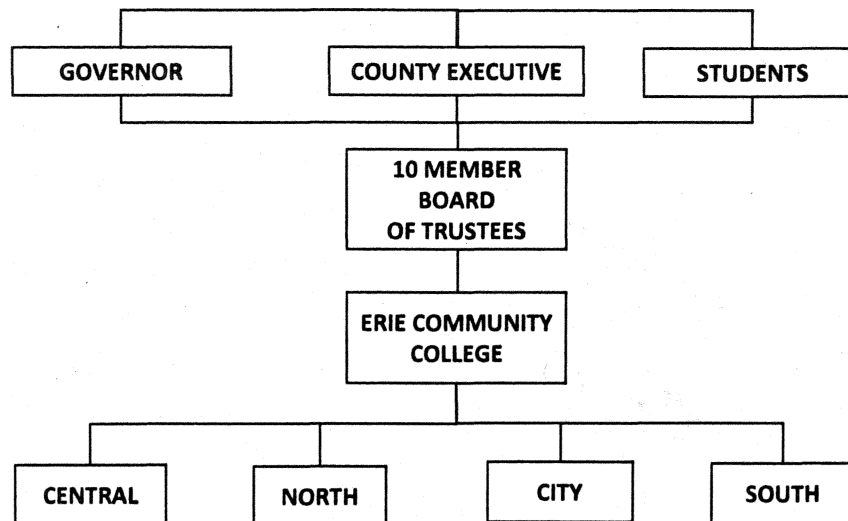 GOVERNOR
COUNTY EXECUTIVE
STUDENTS
10 MEMBER
BOARD
OF TRUSTEES
ERIE COMMUNITY
COLLEGE
CENTRAL
NORTH
CITY
SOUTH